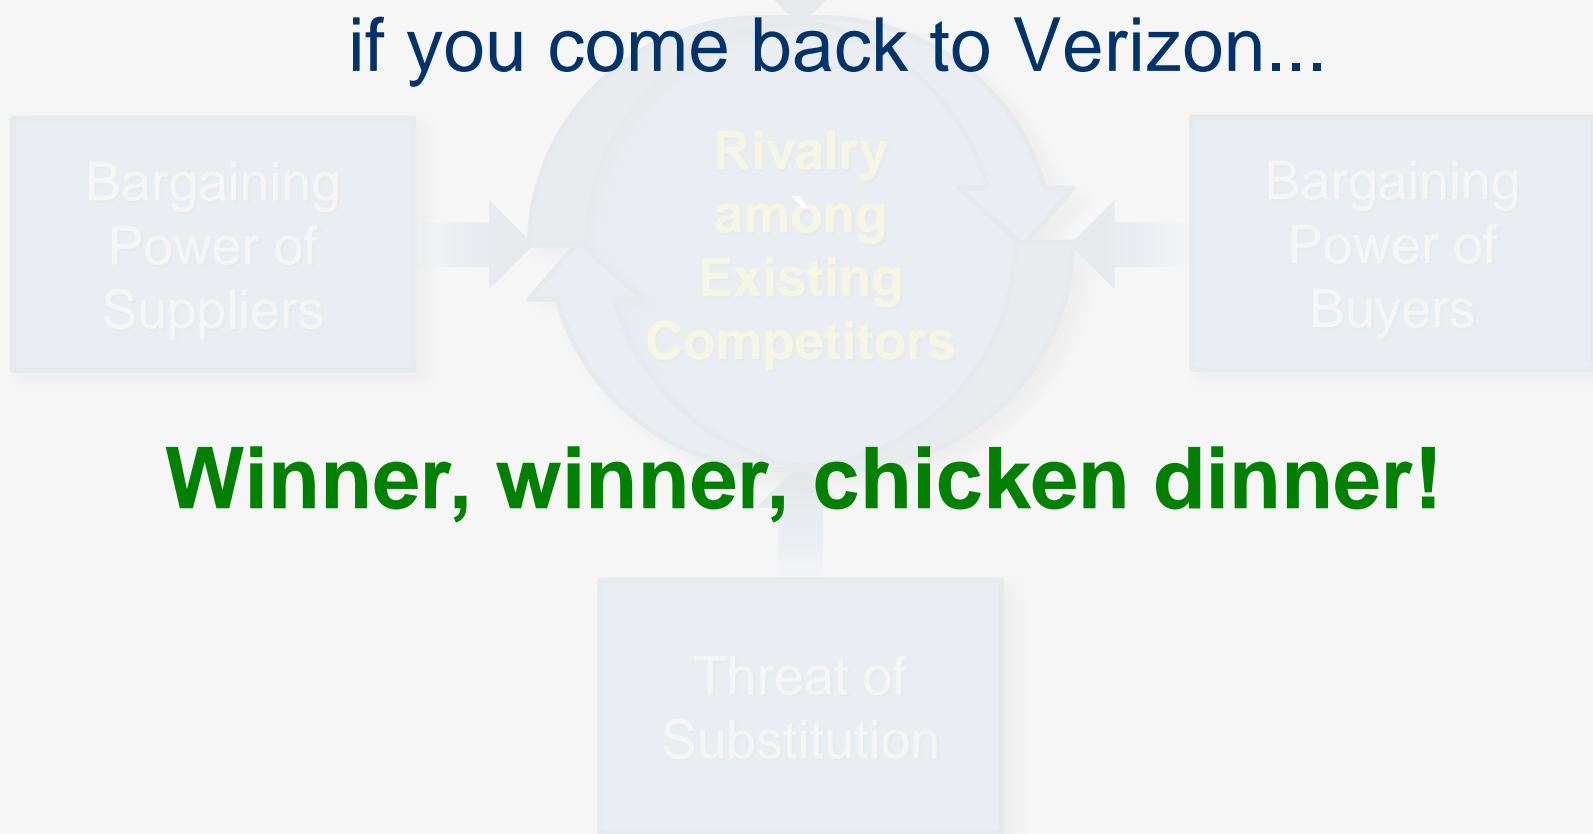 if you come back to Verizon...
Bargaining
Power of
Suppliers
Rivalry
among
`
Existing
Competitors
Bargaining
Power of
Buyers
Winner, winner, chicken dinner!
Threat of
Substitution